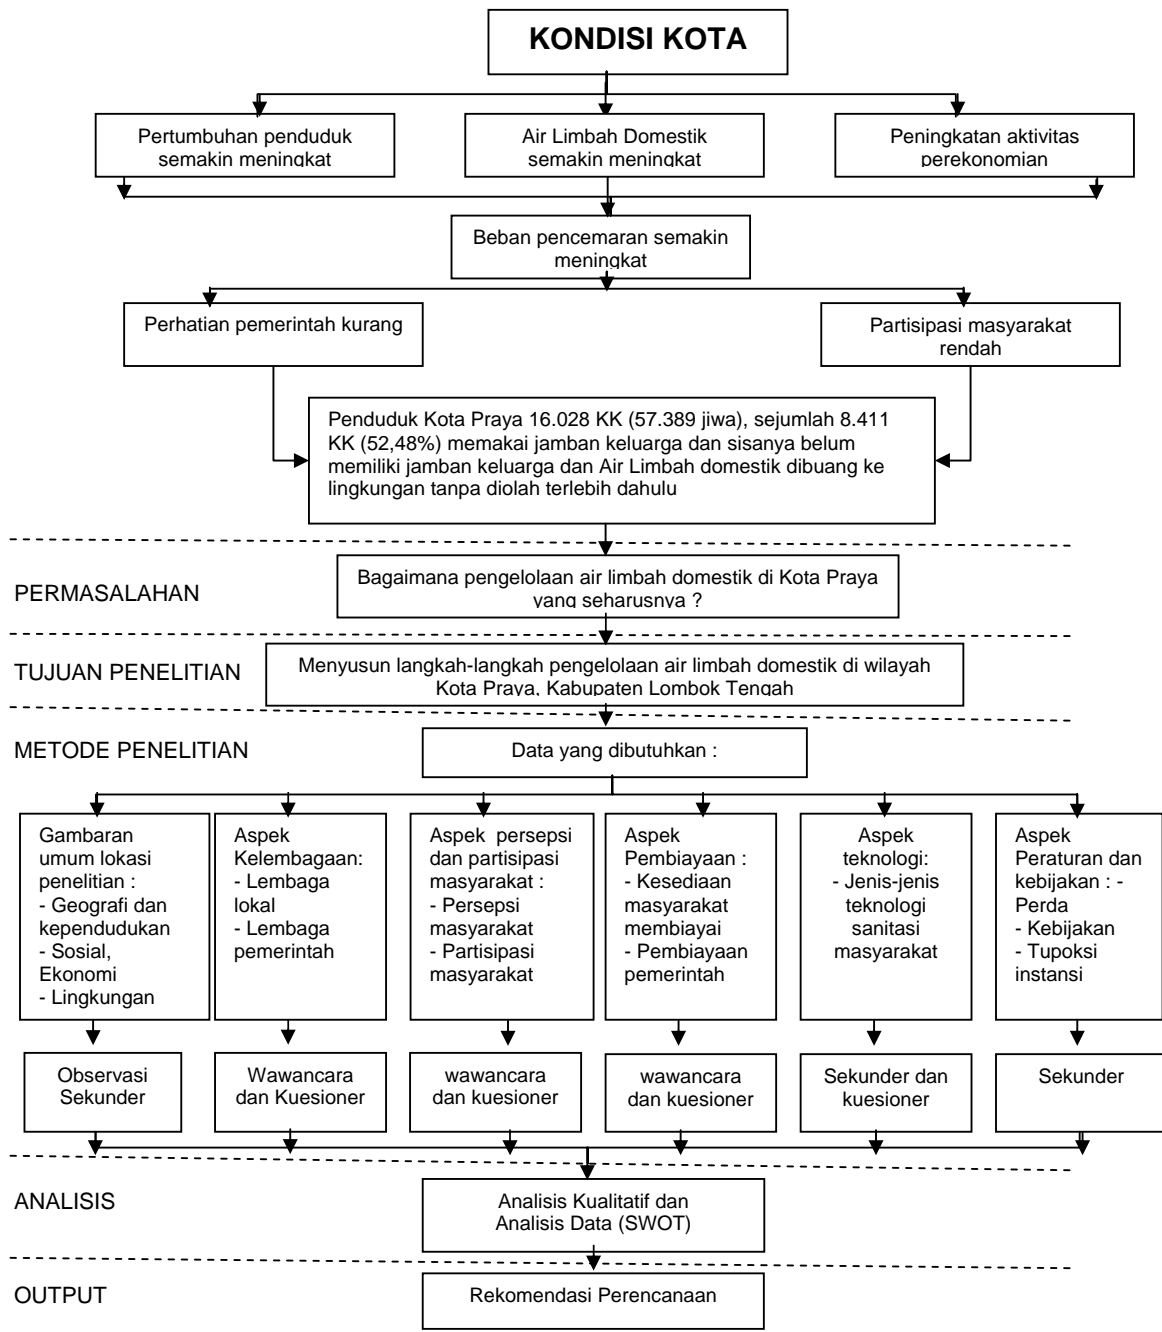 KONDISI KOTA
Pertumbuhan penduduk
semakin meningkat
Air Limbah Domestik
semakin meningkat
Peningkatan aktivitas
perekonomian
Beban pencemaran semakin
meningkat
Perhatian pemerintah kurang
Partisipasi masyarakat
rendah
Penduduk Kota Praya 16.028 KK (57.389 jiwa), sejumlah 8.411
KK (52,48%) memakai jamban keluarga dan sisanya belum
memiliki jamban keluarga dan Air Limbah domestik dibuang ke
lingkungan tanpa diolah terlebih dahulu
PERMASALAHAN
Bagaimana pengelolaan air limbah domestik di Kota Praya
yang seharusnya ?
TUJUAN PENELITIAN
Menyusun langkah-langkah pengelolaan air limbah domestik di wilayah
Kota Praya, Kabupaten Lombok Tengah
METODE PENELITIAN
Data yang dibutuhkan :
Gambaran
umum lokasi
penelitian :
- Geografi dan
kependudukan
- Sosial,
Ekonomi
- Lingkungan
Aspek
Kelembagaan:
- Lembaga
lokal
- Lembaga
pemerintah
Aspek persepsi
dan partisipasi
masyarakat :
- Persepsi
masyarakat
- Partisipasi
masyarakat
Aspek
Pembiayaan :
- Kesediaan
masyarakat
membiayai
- Pembiayaan
pemerintah
Aspek
teknologi:
- Jenis-jenis
teknologi
sanitasi
masyarakat
Aspek
Peraturan dan
kebijakan : -
Perda
- Kebijakan
- Tupoksi
instansi
Observasi
Sekunder
Wawancara
dan Kuesioner
wawancara
dan kuesioner
wawancara
dan kuesioner
Sekunder dan
kuesioner
Sekunder
ANALISIS
Analisis Kualitatif dan
Analisis Data (SWOT)
OUTPUT
Rekomendasi Perencanaan